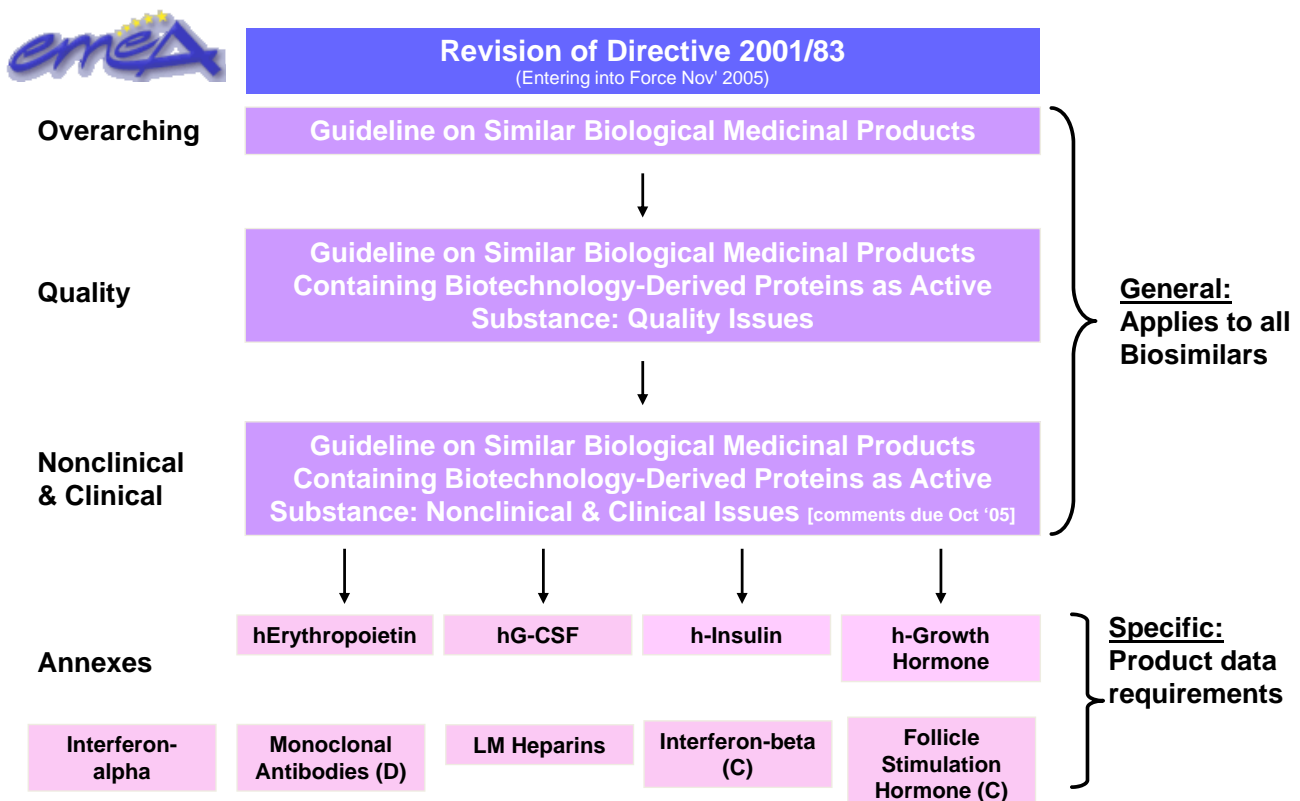 emeA
Revision of Directive 2001/83
(Entering into Force Nov' 2005)
Overarching
Guideline on Similar Biological Medicinal Products
Quality
Guideline on Similar Biological Medicinal Products
Containing Biotechnology-Derived Proteins as Active
Substance: Quality Issues
General:
Applies to all
Biosimilars
Nonclinical
& Clinical
Guideline on Similar Biological Medicinal Products
Containing Biotechnology-Derived Proteins as Active
Substance: Nonclinical & Clinical Issues [comments due Oct ‘05]
Annexes
hErythropoietin
hG-CSF
h-Insulin
h-Growth
Hormone
Specific:
Product data
requirements
Interferon-
alpha
Monoclonal
Antibodies (D)
LM Heparins
Interferon-beta
(C)
Follicle
Stimulation
Hormone (C)